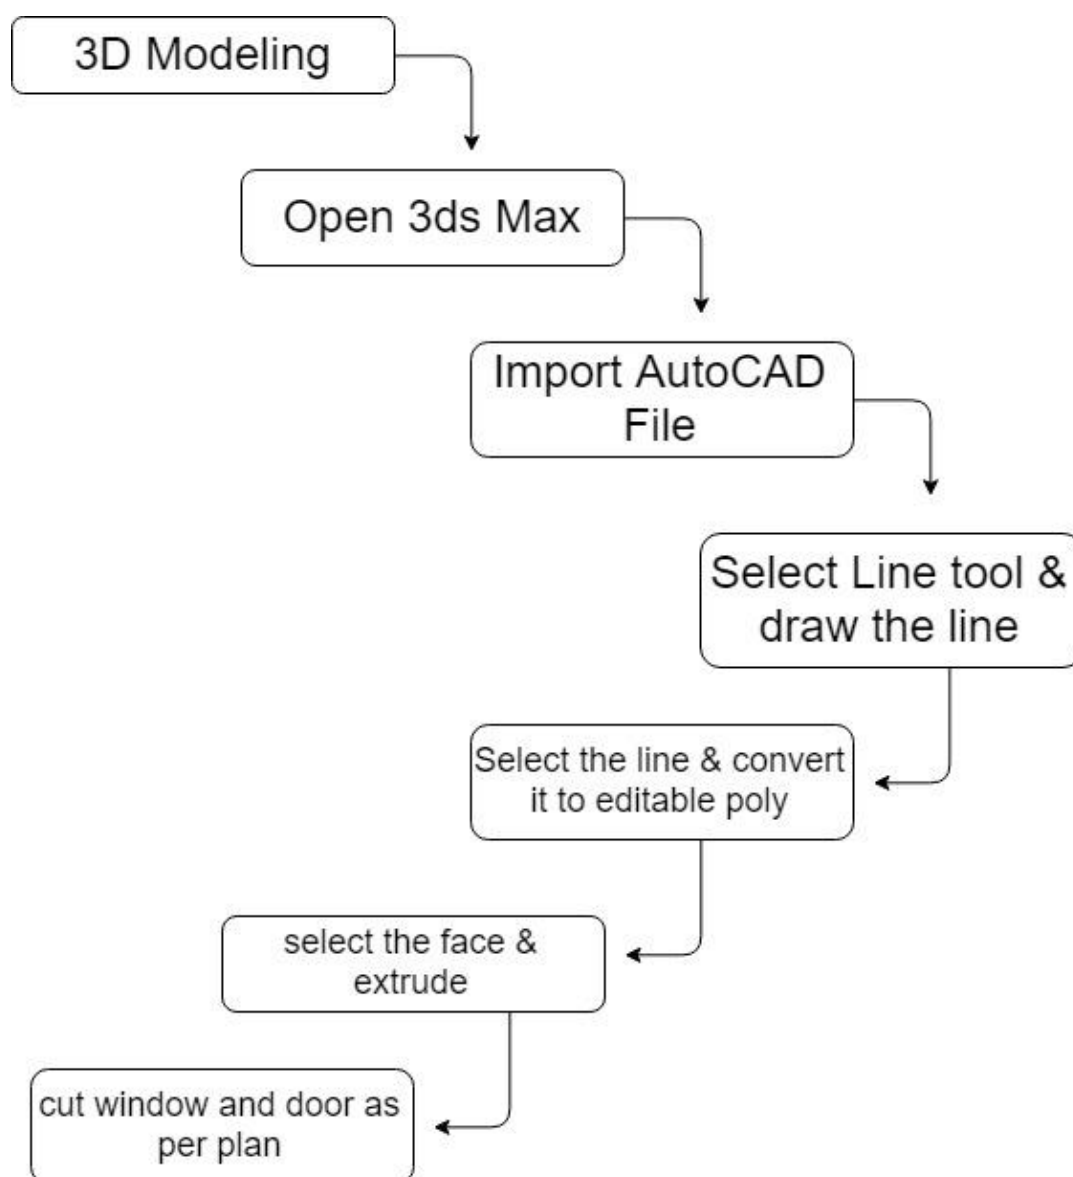 3D Modeling
Open 3ds Max
Import AutoCAD
File
Select Line tool &
draw the line
Select the line & convert
it to editable poly
select the face &
extrude
cut window and door as
per plan